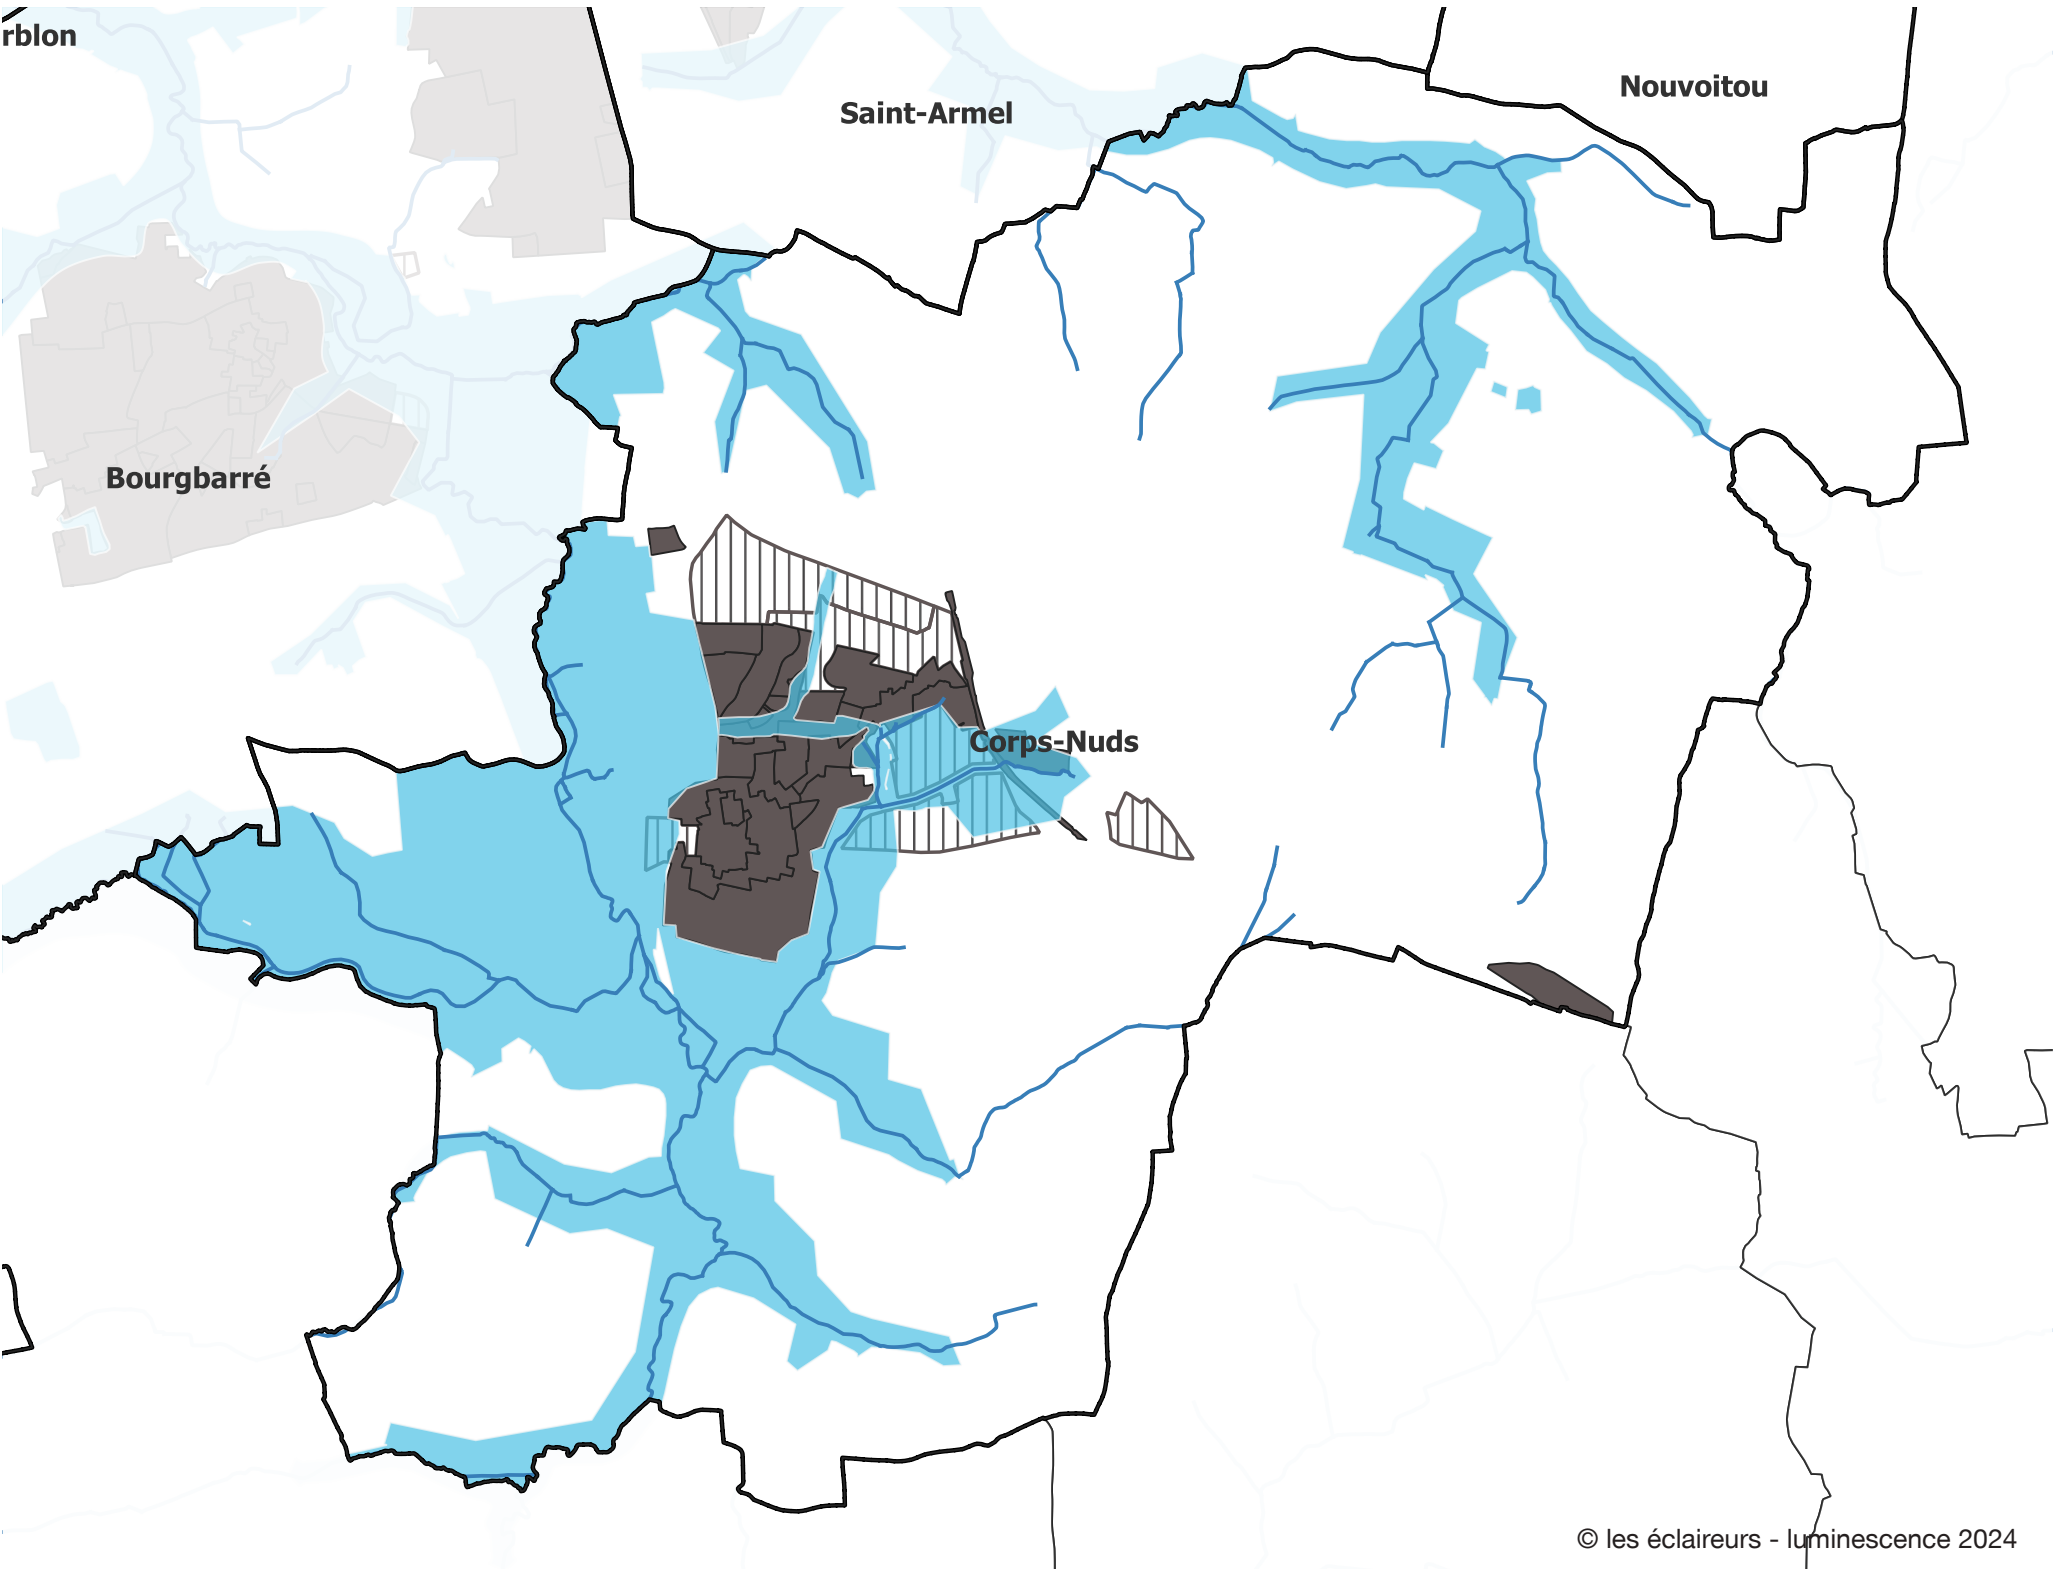 rblon
Saint-Armel
Nouvoitou
Bourgbarré
Corps-Nuds
© les éclaireurs - luminescence 2024